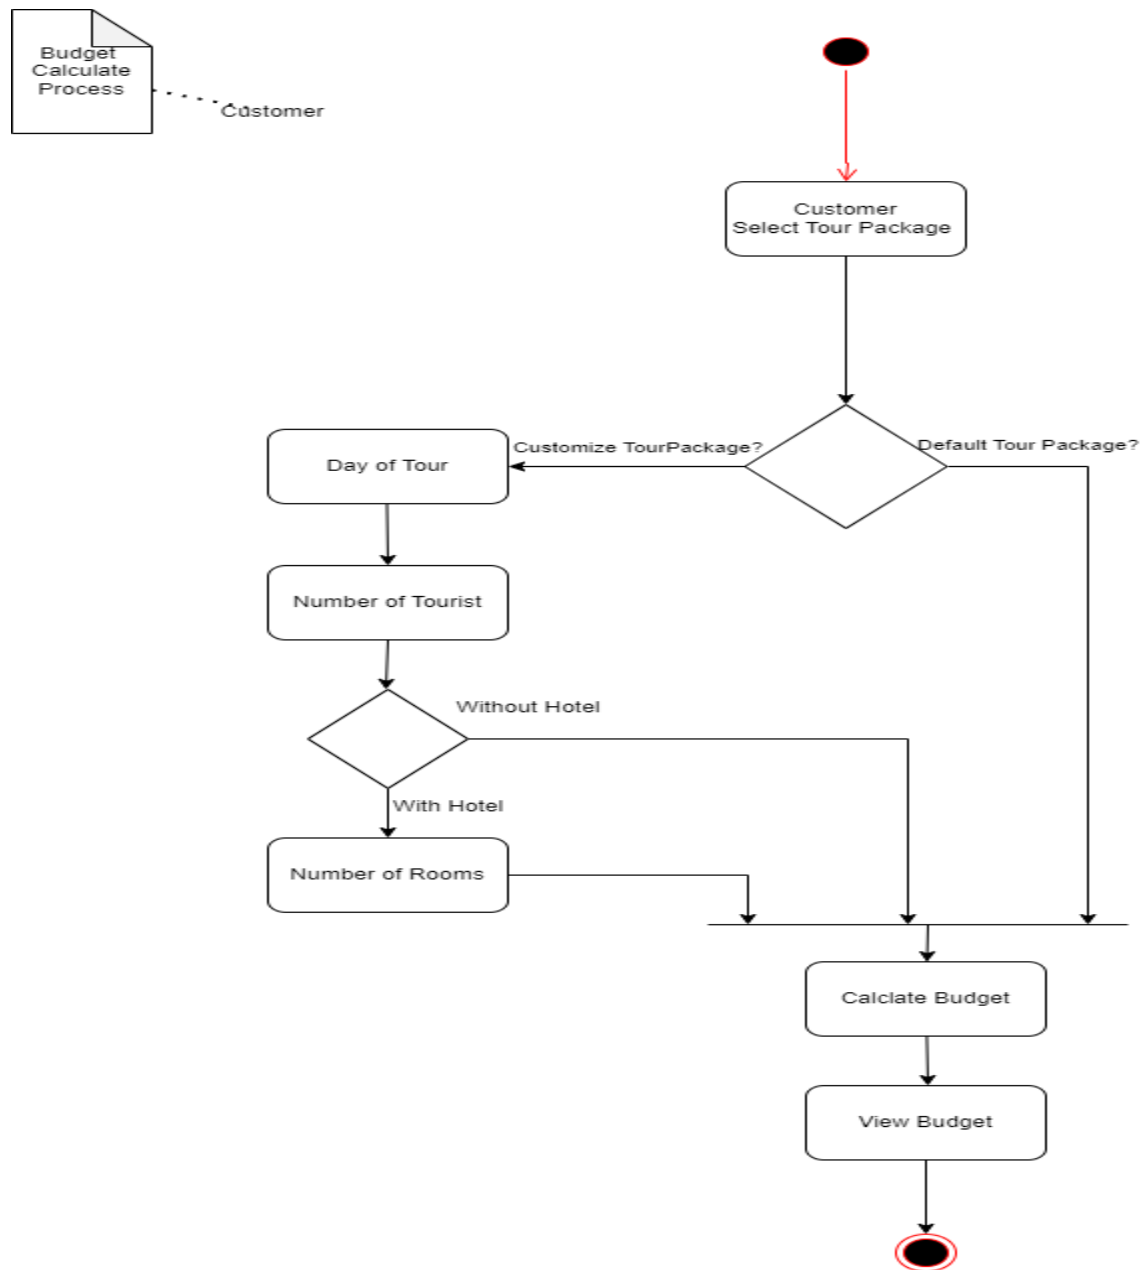 Budget
Calculate
Process
Customer
Customer
Select Tour Package
Customize TourPackage?
Default Tour Package?
Day of Tour
Number of Tourist
Without Hotel
With Hotel
Number of Rooms
Calclate Budget
View Budget